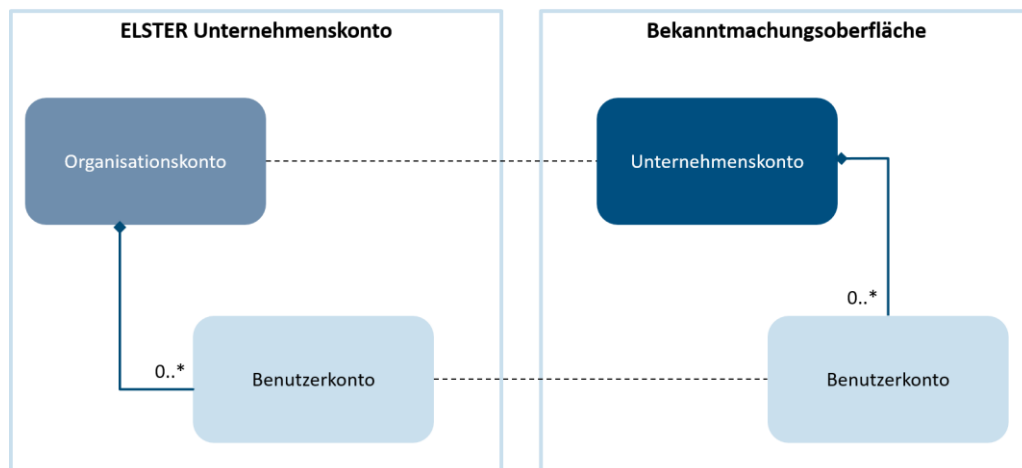 ELSTER Unternehmenskonto
Bekanntmachungsoberfläche
Organisationskonto
Unternehmenskonto
0..*
0..*
Benutzerkonto
Benutzerkonto